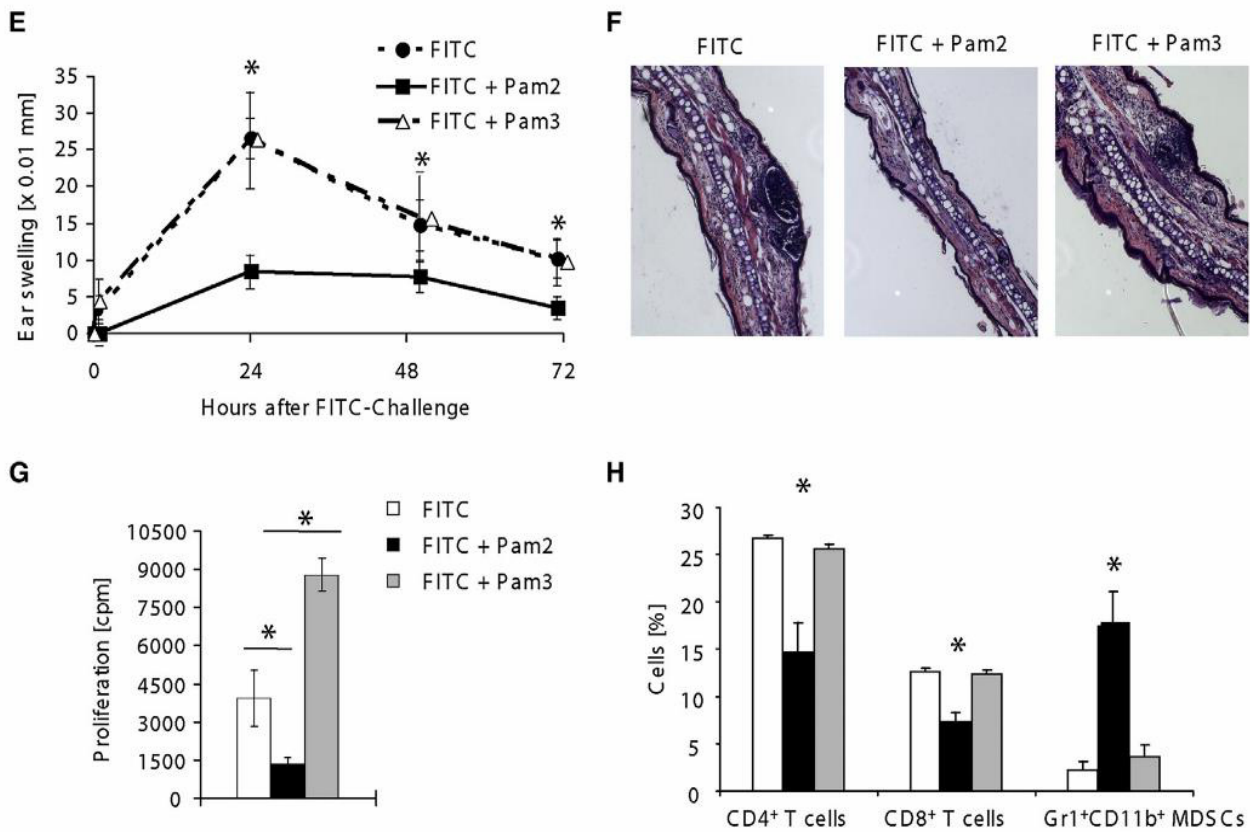 E
FITC
FITC + Pam2
FITC + Pam3
*
*
*
35
30
25
20
15
10
5
0
Ear swelling [x 0.01 mm]
0 24 48 72
Hours after FITC-Challenge
F
FITC FITC + Pam2 FITC + Pam3
G
FITC
FITC + Pam2
FITC + Pam3
*
*
10500
9000
7500
6000
4500
3000
1500
0
Proliferation [cpm]
H
*
*
*
30
25
20
15
10
5
0
Cells [%]
CD4⁺ T cells CD8⁺ T cells Gr1⁺CD11b⁺ MDSCs